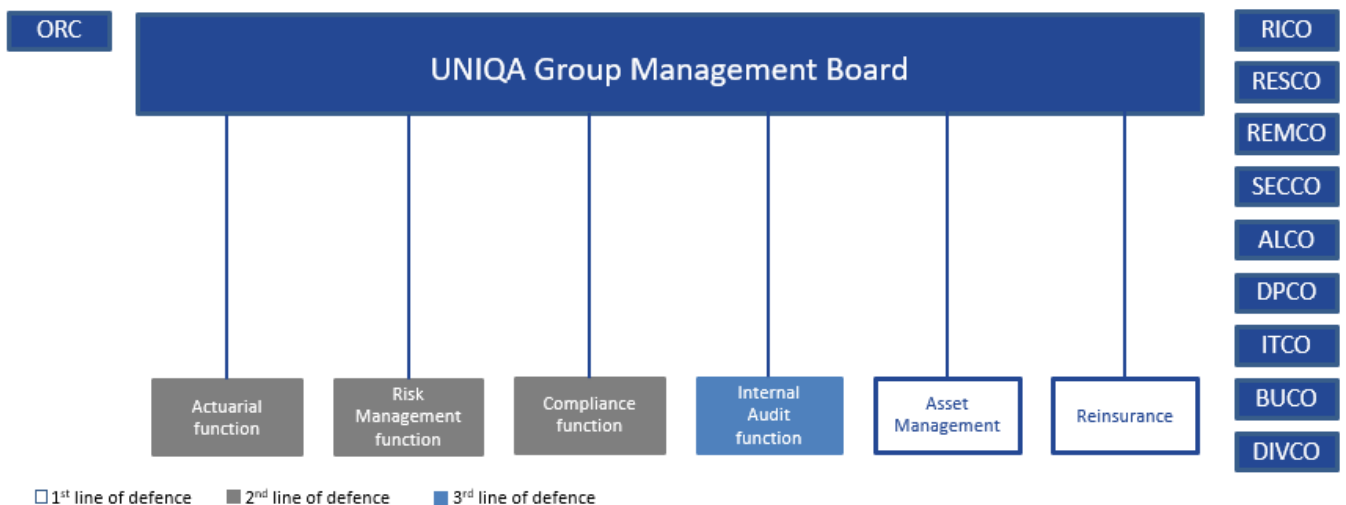 ORC
UNIQA Group Management Board
RICO
RESCO
REMCO
SECCO
ALCO
DPCO
ITCO
BUCO
DIVCO
Actuarial
function
Risk
Management
function
Compliance
function
Internal
Audit
function
Asset
Management
Reinsurance
1st line of defence
2nd line of defence
3rd line of defence